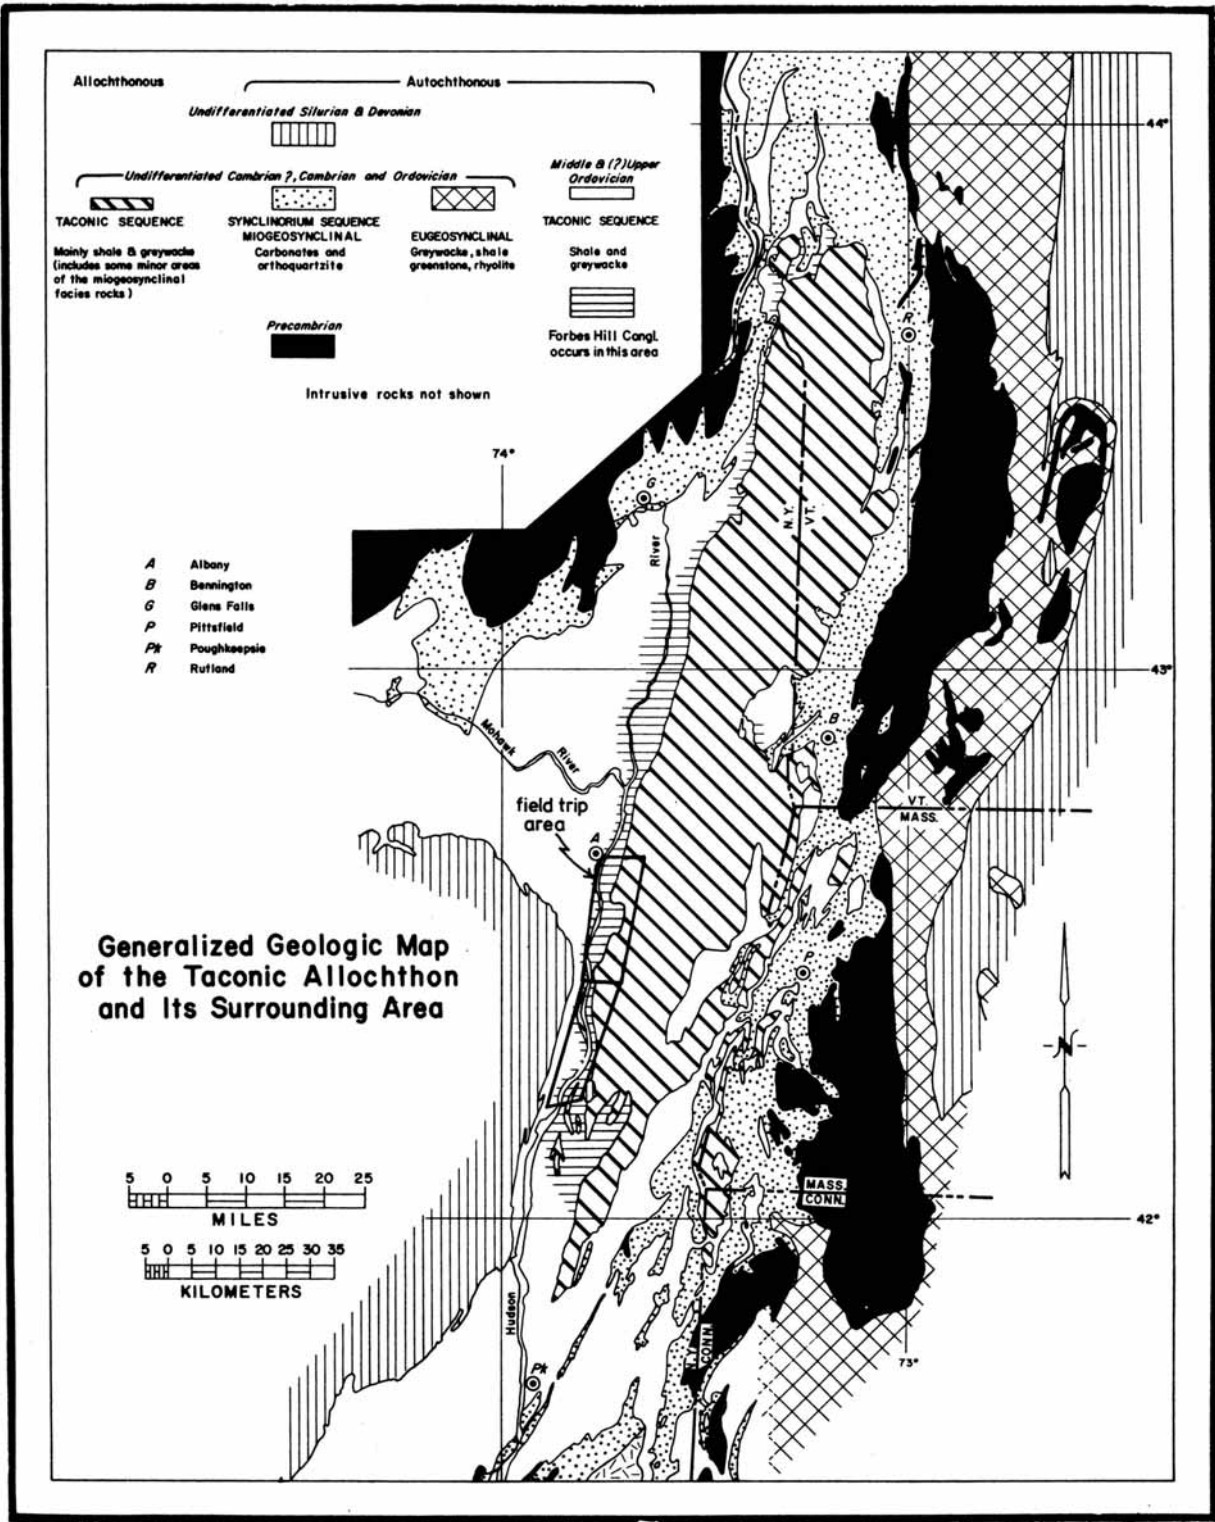 Allochthonous
Autochthonous
Undifferentiated Silurian & Devonian
Undifferentiated Cambrian ?, Cambrian and Ordovician
Middle & (?) Upper
Ordovician
TACONIC SEQUENCE
Mainly shale & greywacke
(includes some minor areas
of the miogeosynclinal
facies rocks)
SYNCLINORIUM SEQUENCE
MIOGEOSYNCLINAL
Carbonates and
orthoquartzite
EUGEOSYNCLINAL
Greywacke, shale
greenstone, rhyolite
TACONIC SEQUENCE
Shale and
greywacke
Precambrian
Forbes Hill Congl.
occurs in this area
Intrusive rocks not shown
44°
R
74°
G
N.Y.
VT.
River
A Albany
B Bennington
G Glens Falls
P Pittsfield
Pk Poughkeepsie
R Rutland
43°
Mohawk
River
B
field trip
area
A
VT.
MASS.
Generalized Geologic Map
of the Taconic Allochthon
and Its Surrounding Area
P
N
5 0 5 10 15 20 25
MILES
5 0 5 10 15 20 25 30 35
KILOMETERS
MASS.
CONN.
42°
Hudson
N.Y.
CONN.
73°
Pk